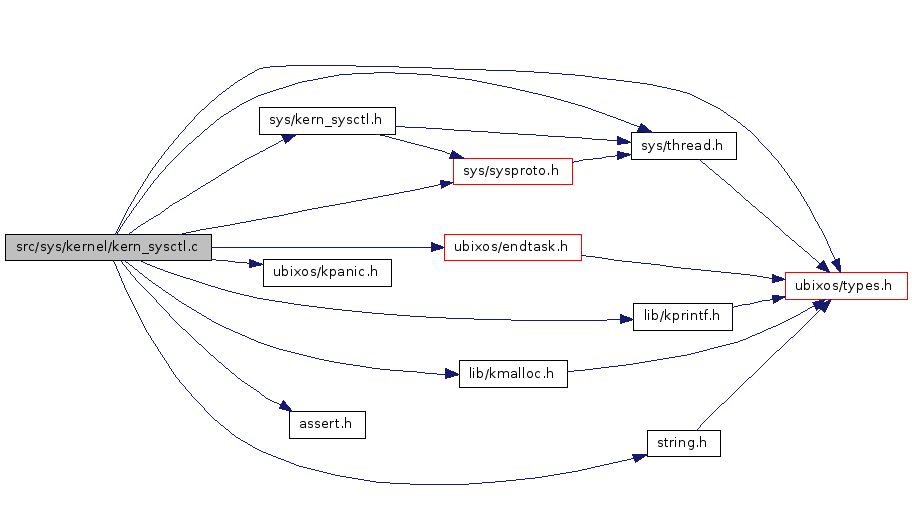 sys/kern_sysctl.h
sys/thread.h
sys/sysproto.h
src/sys/kernel/kern_sysctl.c
ubixos/endtask.h
ubixos/kpanic.h
ubixos/types.h
lib/kprintf.h
lib/kmalloc.h
assert.h
string.h